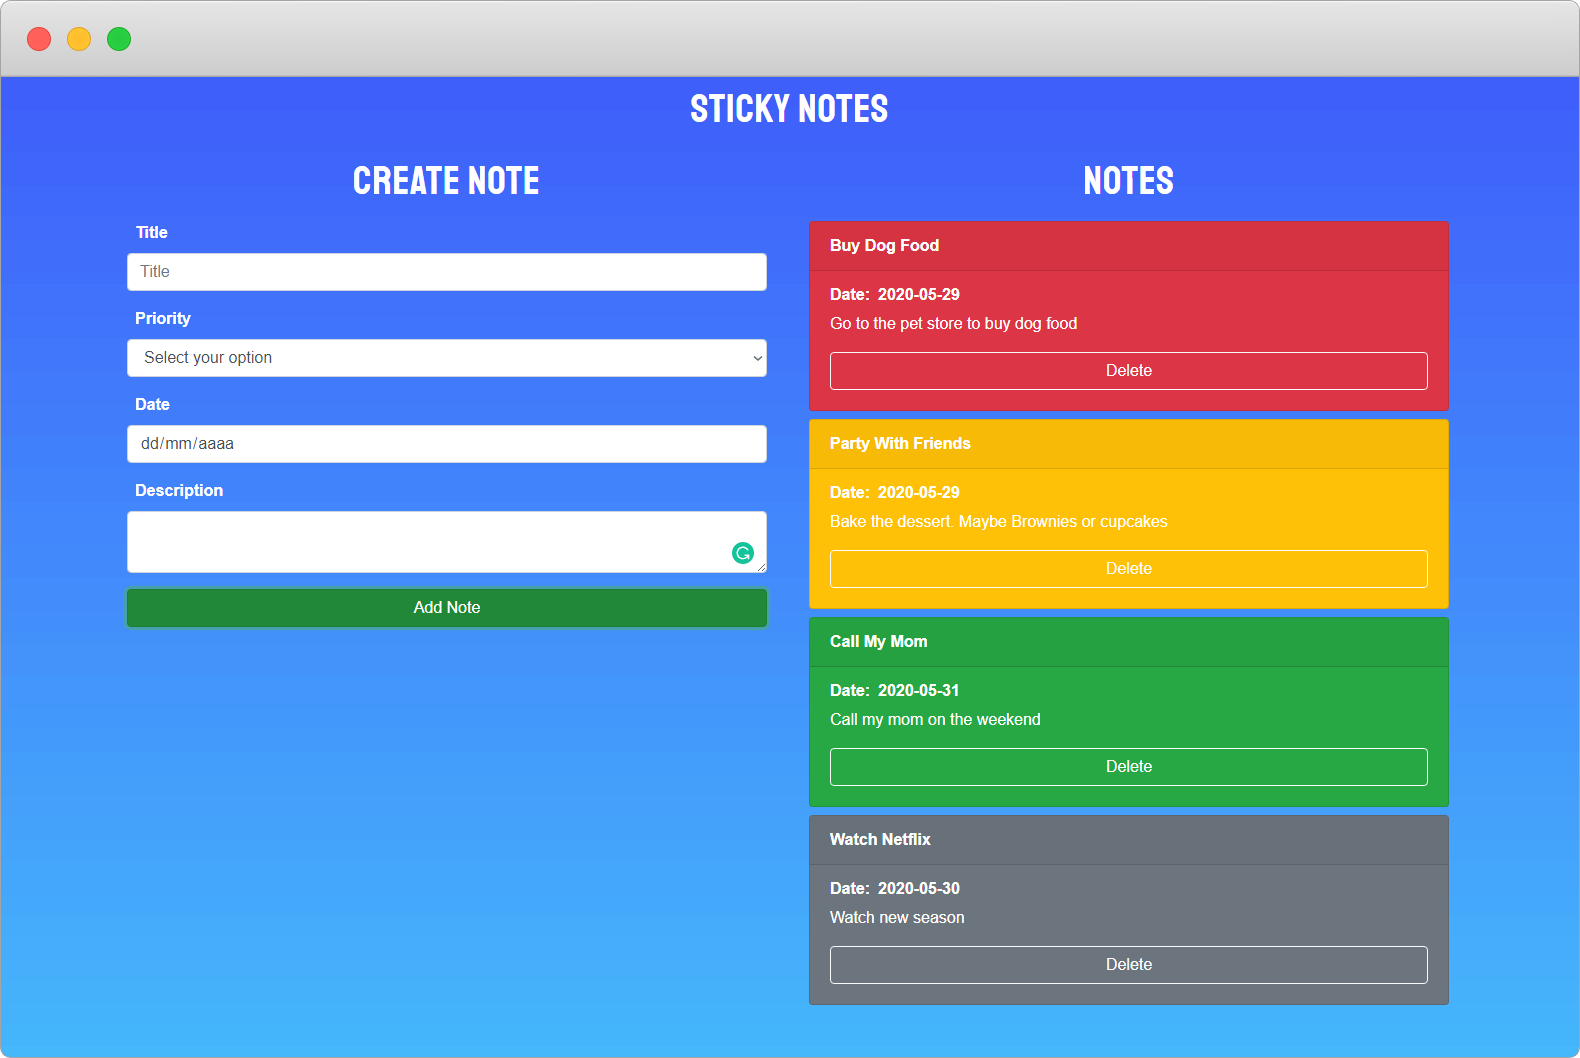 STICKY NOTES
CREATE NOTE
Title
Title
Priority
Select your option
Date
dd/mm/aaaa
Description
Add Note
NOTES
Buy Dog Food
Date: 2020-05-29
Go to the pet store to buy dog food
Delete
Party With Friends
Date: 2020-05-29
Bake the dessert. Maybe Brownies or cupcakes
Delete
Call My Mom
Date: 2020-05-31
Call my mom on the weekend
Delete
Watch Netflix
Date: 2020-05-30
Watch new season
Delete